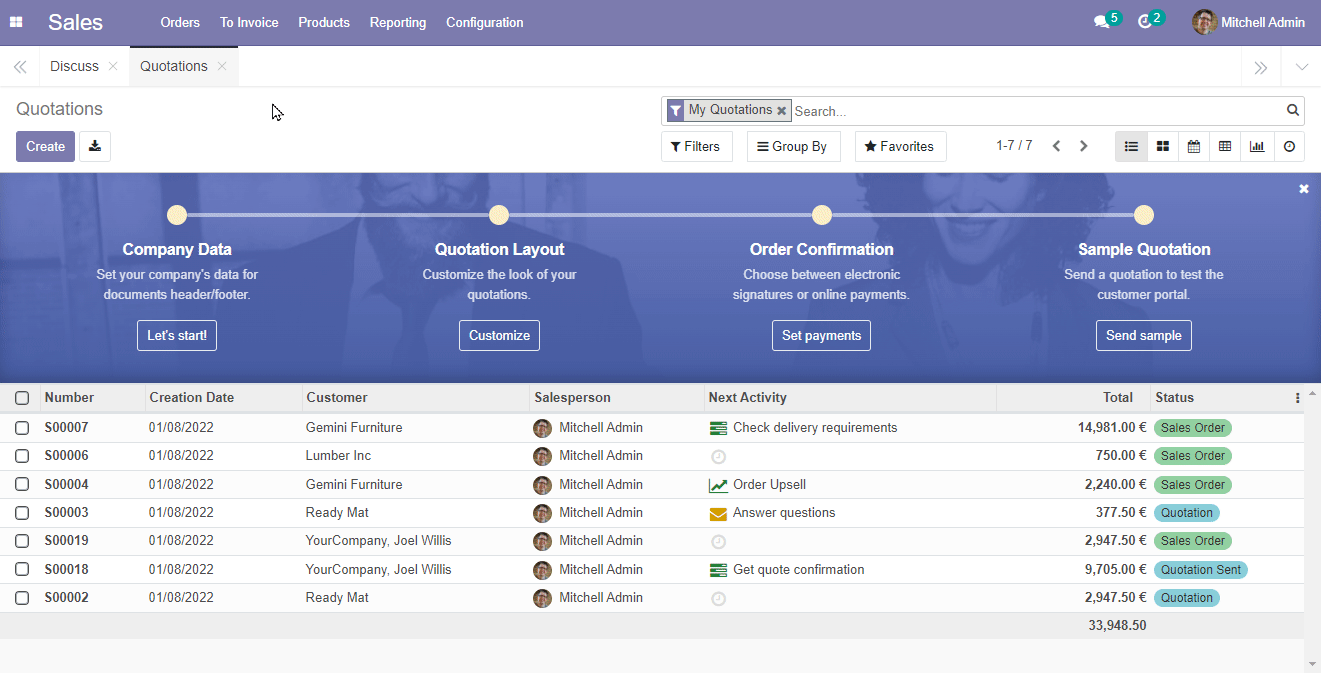 Sales Orders To Invoice Products Reporting Configuration 5 2 Mitchell Admin
Discuss Quotations
Quotations My Quotations Search...
Create Filters Group By Favorites 1-7 / 7
Company Data Quotation Layout Order Confirmation Sample Quotation
Set your company's data for Customize the look of your Choose between electronic Send a quotation to test the
documents header/footer. quotations. signatures or online payments. customer portal.
Let's start! Customize Set payments Send sample
Number Creation Date Customer Salesperson Next Activity Total Status
S00007 01/08/2022 Gemini Furniture Mitchell Admin Check delivery requirements 14,981.00 € Sales Order
S00006 01/08/2022 Lumber Inc Mitchell Admin 750.00 € Sales Order
S00004 01/08/2022 Gemini Furniture Mitchell Admin Order Upsell 2,240.00 € Sales Order
S00003 01/08/2022 Ready Mat Mitchell Admin Answer questions 377.50 € Quotation
S00019 01/08/2022 YourCompany, Joel Willis Mitchell Admin 2,947.50 € Sales Order
S00018 01/08/2022 YourCompany, Joel Willis Mitchell Admin Get quote confirmation 9,705.00 € Quotation Sent
S00002 01/08/2022 Ready Mat Mitchell Admin 2,947.50 € Quotation
33,948.50